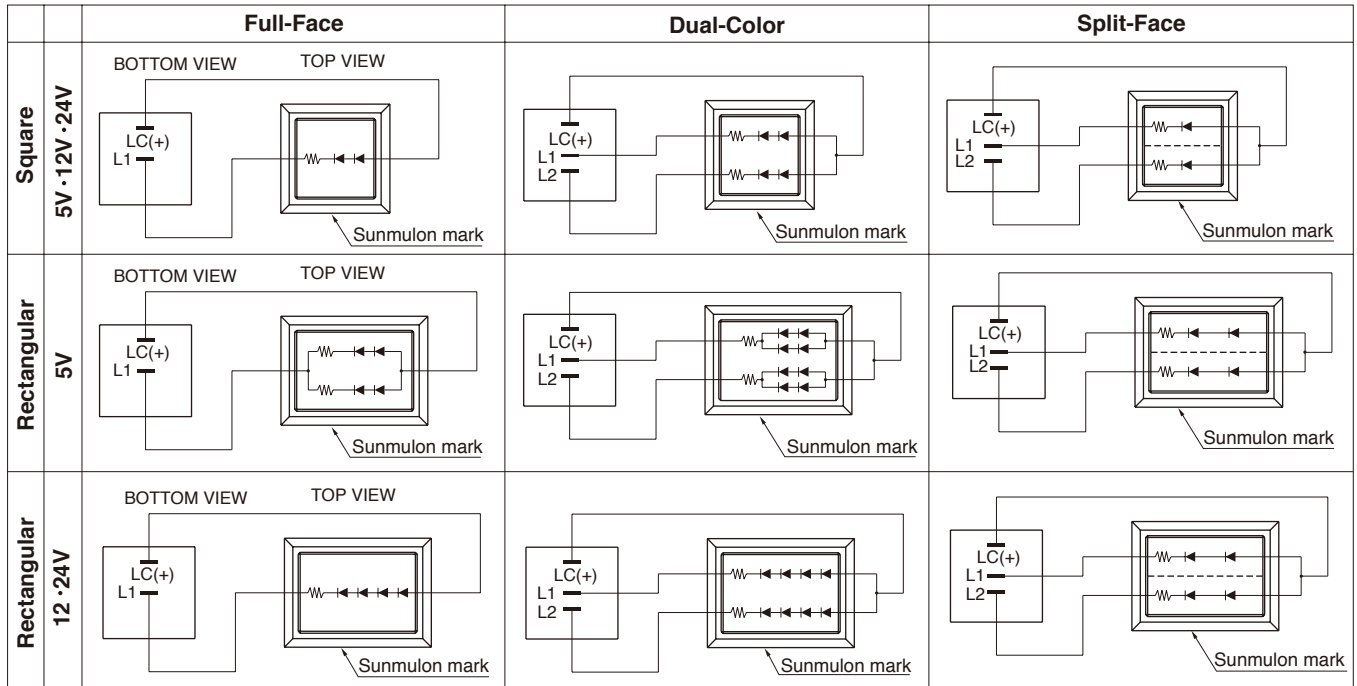 Full-Face
Dual-Color
Split-Face
Square
5V･12V･24V
BOTTOM VIEW
TOP VIEW
LC(+)
L1
Sunmulon mark
LC(+)
L1
L2
Sunmulon mark
LC(+)
L1
L2
Sunmulon mark
Rectangular
5V
BOTTOM VIEW
TOP VIEW
LC(+)
L1
Sunmulon mark
LC(+)
L1
L2
Sunmulon mark
LC(+)
L1
L2
Sunmulon mark
Rectangular
12･24V
BOTTOM VIEW
TOP VIEW
LC(+)
L1
Sunmulon mark
LC(+)
L1
L2
Sunmulon mark
LC(+)
L1
L2
Sunmulon mark